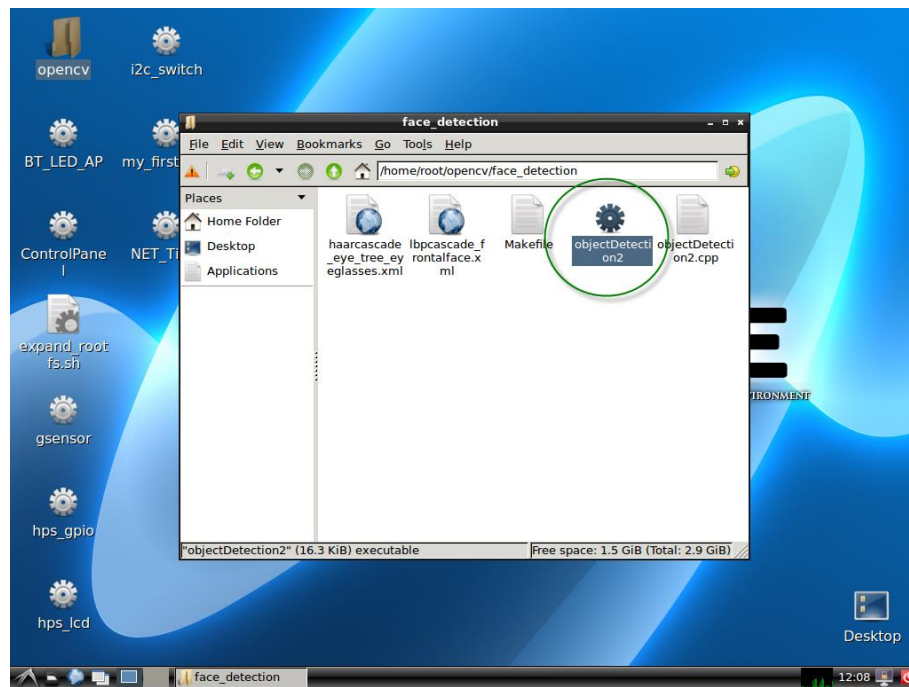 opencv
i2c_switch
BT_LED_AP
my_first
ControlPane
l
NET_Ti
expand_root
fs.sh
gsensor
hps_gpio
hps_lcd
face_detection
File Edit View Bookmarks Go Tools Help
/home/root/opencv/face_detection
Places
Home Folder
Desktop
Applications
haarcascade
_eye_tree_ey
eglasses.xml
lbpcascade_f
rontalface.x
ml
Makefile
objectDetecti
on2
objectDetecti
on2.cpp
"objectDetection2" (16.3 KiB) executable
Free space: 1.5 GiB (Total: 2.9 GiB)
E
IRONMENT
Desktop
face_detection
12:08